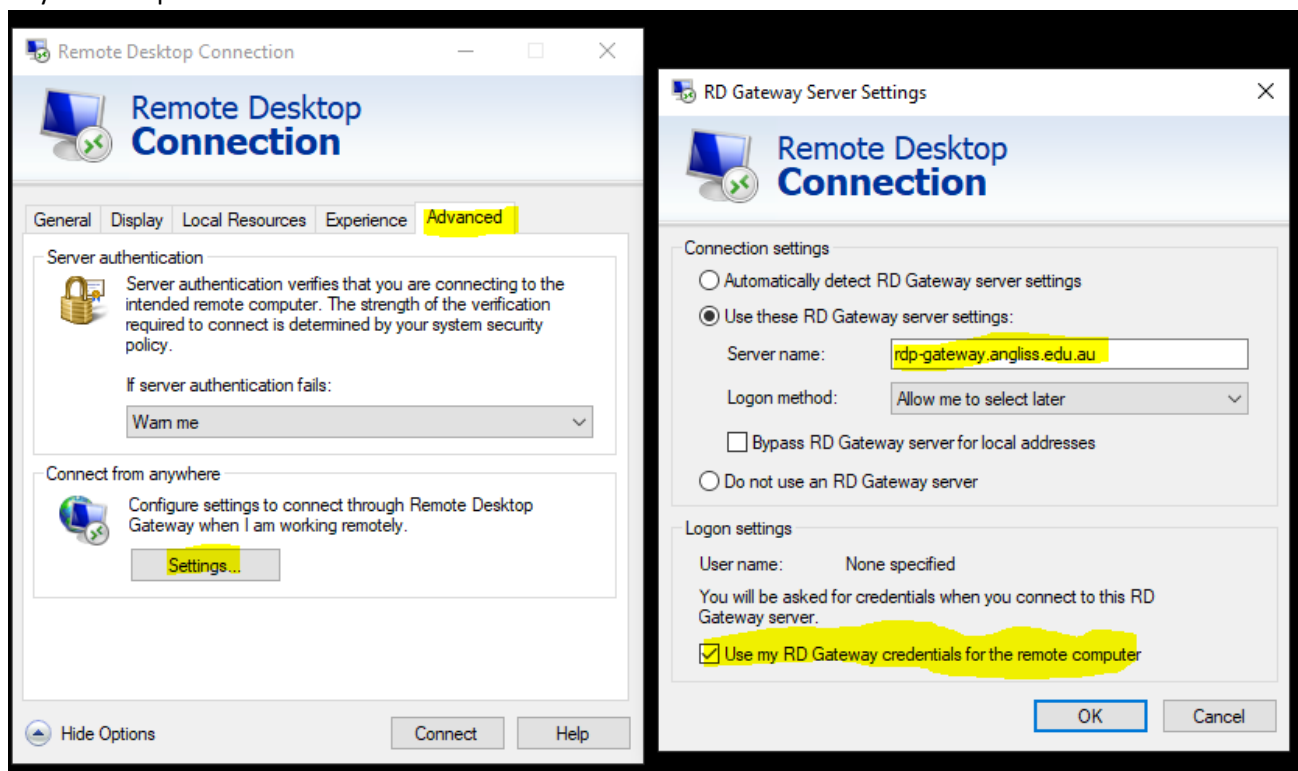 Remote Desktop Connection
Remote Desktop
Connection
General Display Local Resources Experience Advanced
Server authentication
Server authentication verifies that you are connecting to the
intended remote computer. The strength of the verification
required to connect is determined by your system security
policy.
If server authentication fails:
Warn me
Connect from anywhere
Configure settings to connect through Remote Desktop
Gateway when I am working remotely.
Settings...
Hide Options
Connect
Help
RD Gateway Server Settings
Remote Desktop
Connection
Connection settings
Automatically detect RD Gateway server settings
Use these RD Gateway server settings:
Server name: rdp-gateway.angliss.edu.au
Logon method: Allow me to select later
Bypass RD Gateway server for local addresses
Do not use an RD Gateway server
Logon settings
User name: None specified
You will be asked for credentials when you connect to this RD
Gateway server.
Use my RD Gateway credentials for the remote computer
OK
Cancel